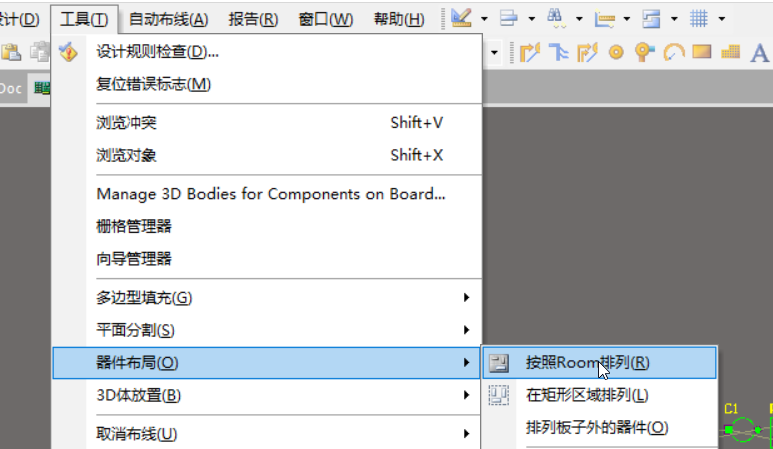 设计(D) 工具(T) 自动布线(A) 报告(R) 窗口(W) 帮助(H)
A
Doc
设计规则检查(D)...
复位错误标志(M)
浏览冲突 Shift+V
浏览对象 Shift+X
Manage 3D Bodies for Components on Board...
栅格管理器
向导管理器
多边型填充(G)
平面分割(S)
器件布局(O)
按照Room排列(R)
3D体放置(B)
在矩形区域排列(L)
C1
取消布线(U)
排列板子外的器件(O)